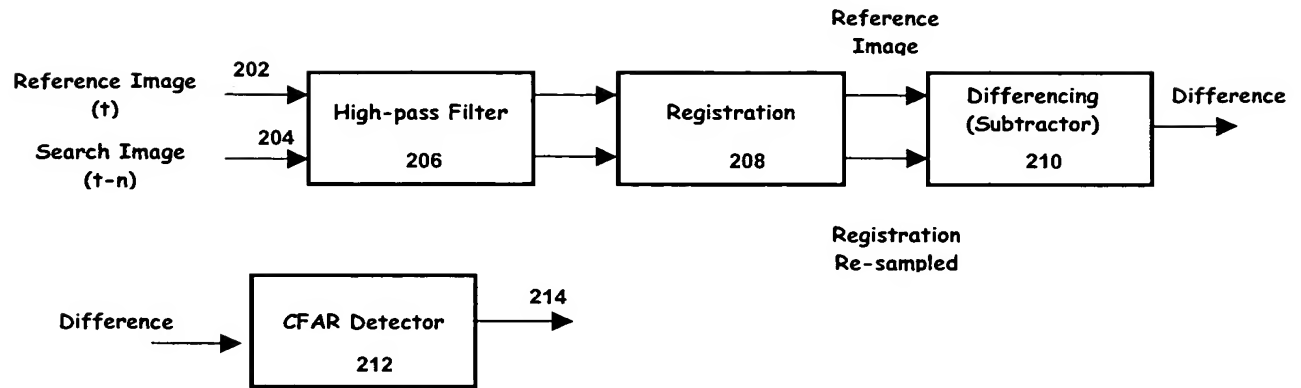 Reference
Image
Reference Image
(t)
202
Search Image
(t-n)
204
High-pass Filter
206
Registration
208
Differencing
(Subtractor)
210
Difference
Registration
Re-sampled
Difference
CFAR Detector
212
214